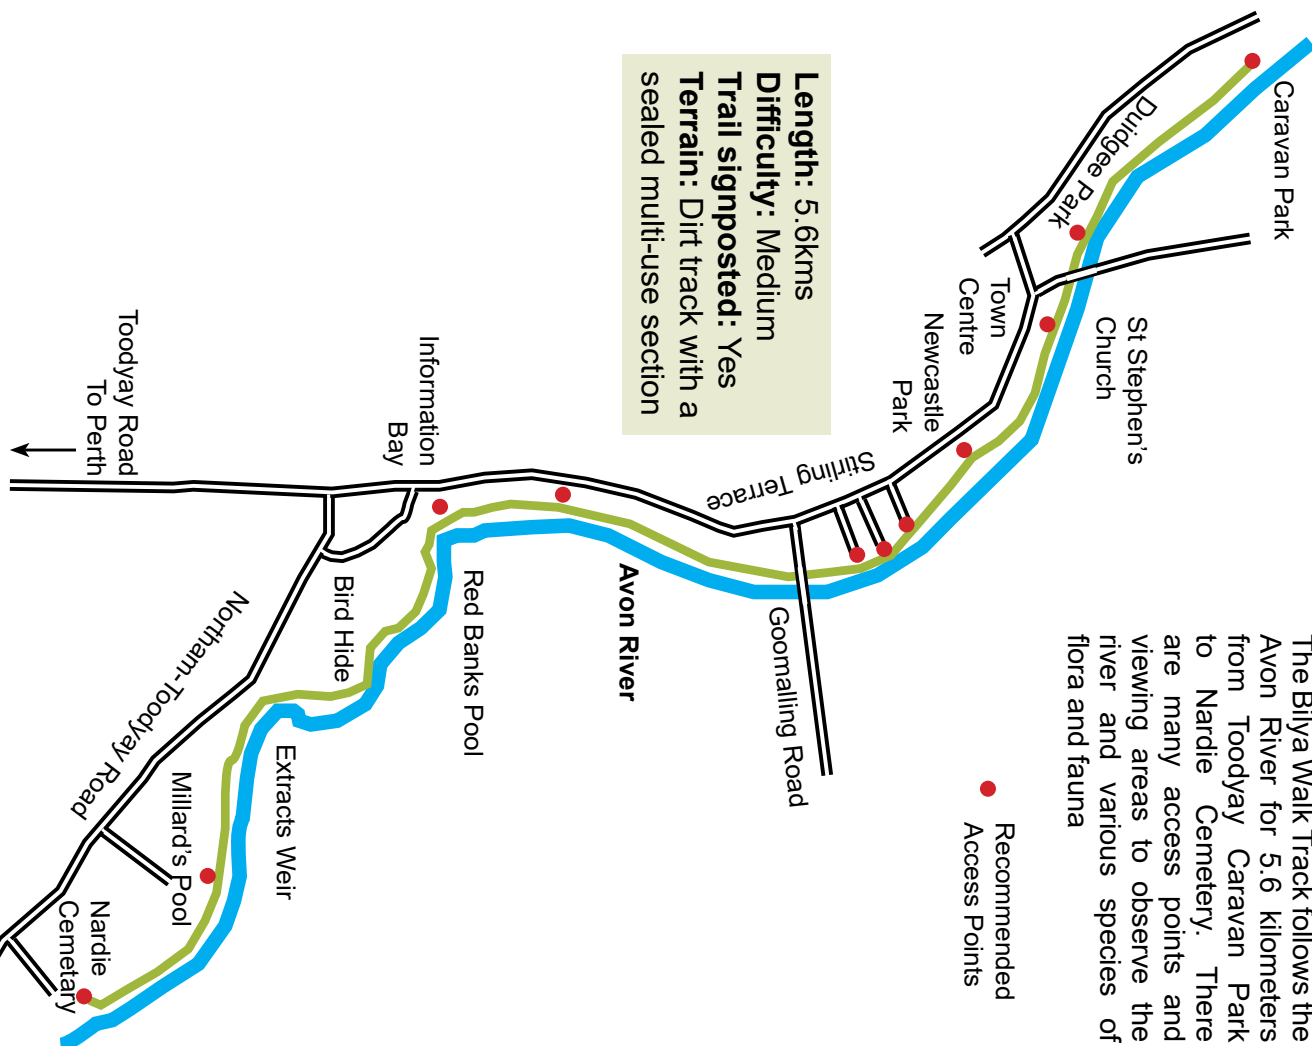 The Bilya Walk Track follows the
Avon River for 5.6 kilometers
from Toodyay Caravan Park
to Nardie Cemetery. There
are many access points and
viewing areas to observe the
river and various species of
flora and fauna
Recommended
Access Points
Caravan Park
Duidgee Park
St Stephen's
Church
Town
Centre
Newcastle
Park
Stirling Terrace
Goomalling Road
Avon River
Length: 5.6kms
Difficulty: Medium
Trail signposted: Yes
Terrain: Dirt track with a
sealed multi-use section
Red Banks Pool
Information
Bay
Bird Hide
Extracts Weir
Millard's Pool
Northam-Toodyay Road
Toodyay Road
To Perth
Nardie
Cemetary